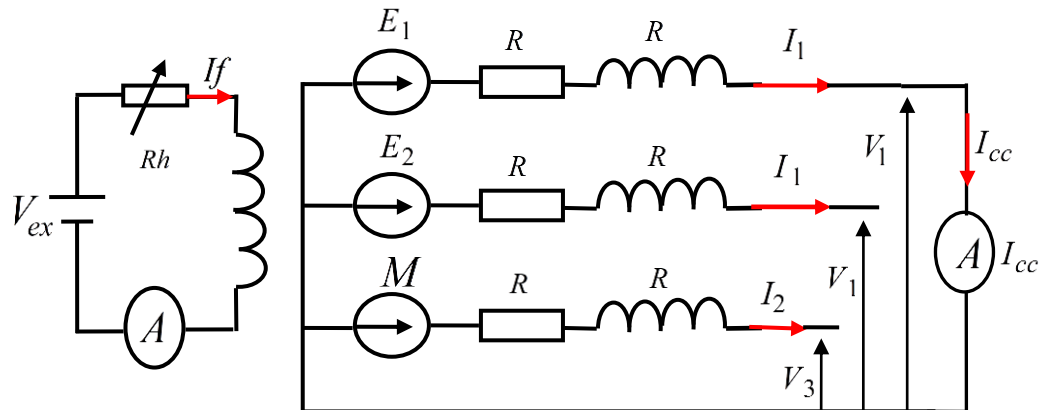 E1 R R I1
If
Rh
V1 Icc
Vex
E2 R R I1
A
A Icc
M R R I2
V1
V3